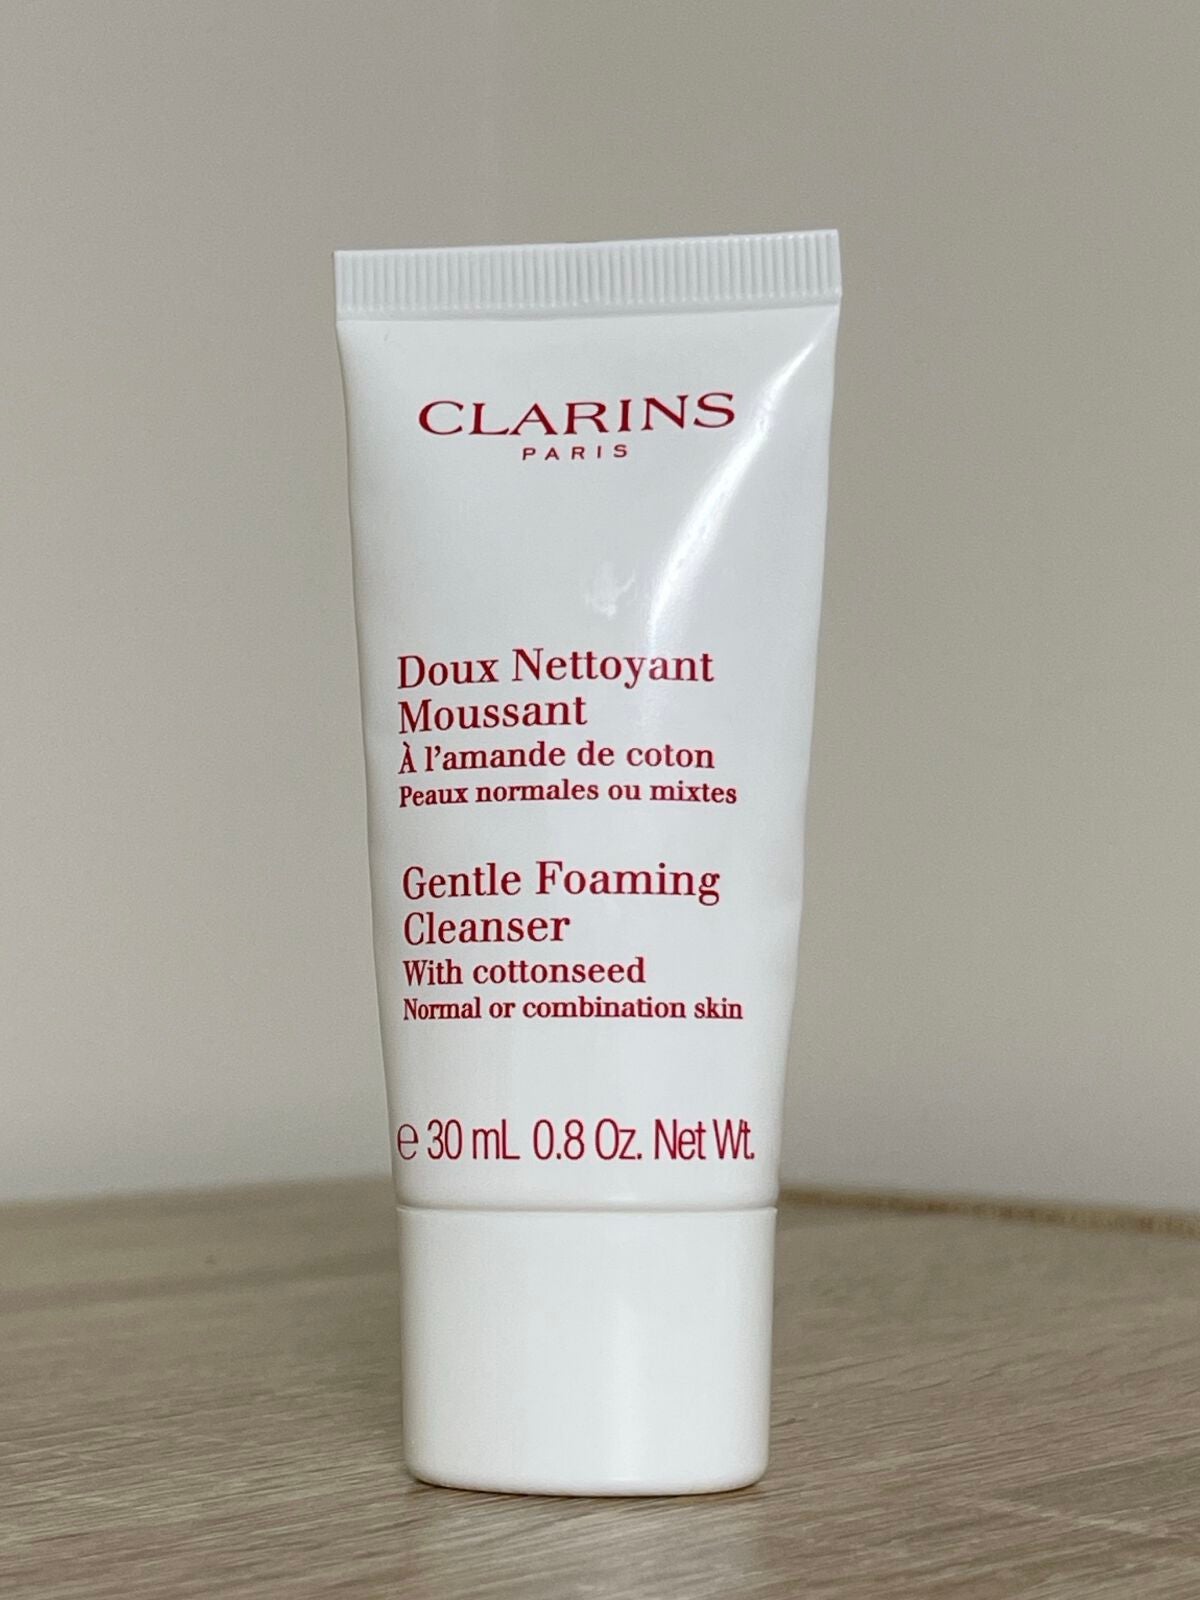 CLARINS
PARIS
Doux Nettoyant
Moussant
À l'amande de coton
Peaux normales ou mixtes
Gentle Foaming
Cleanser
With cottonseed
Normal or combination skin
℮ 30 mL 0.8 Oz. Net Wt.